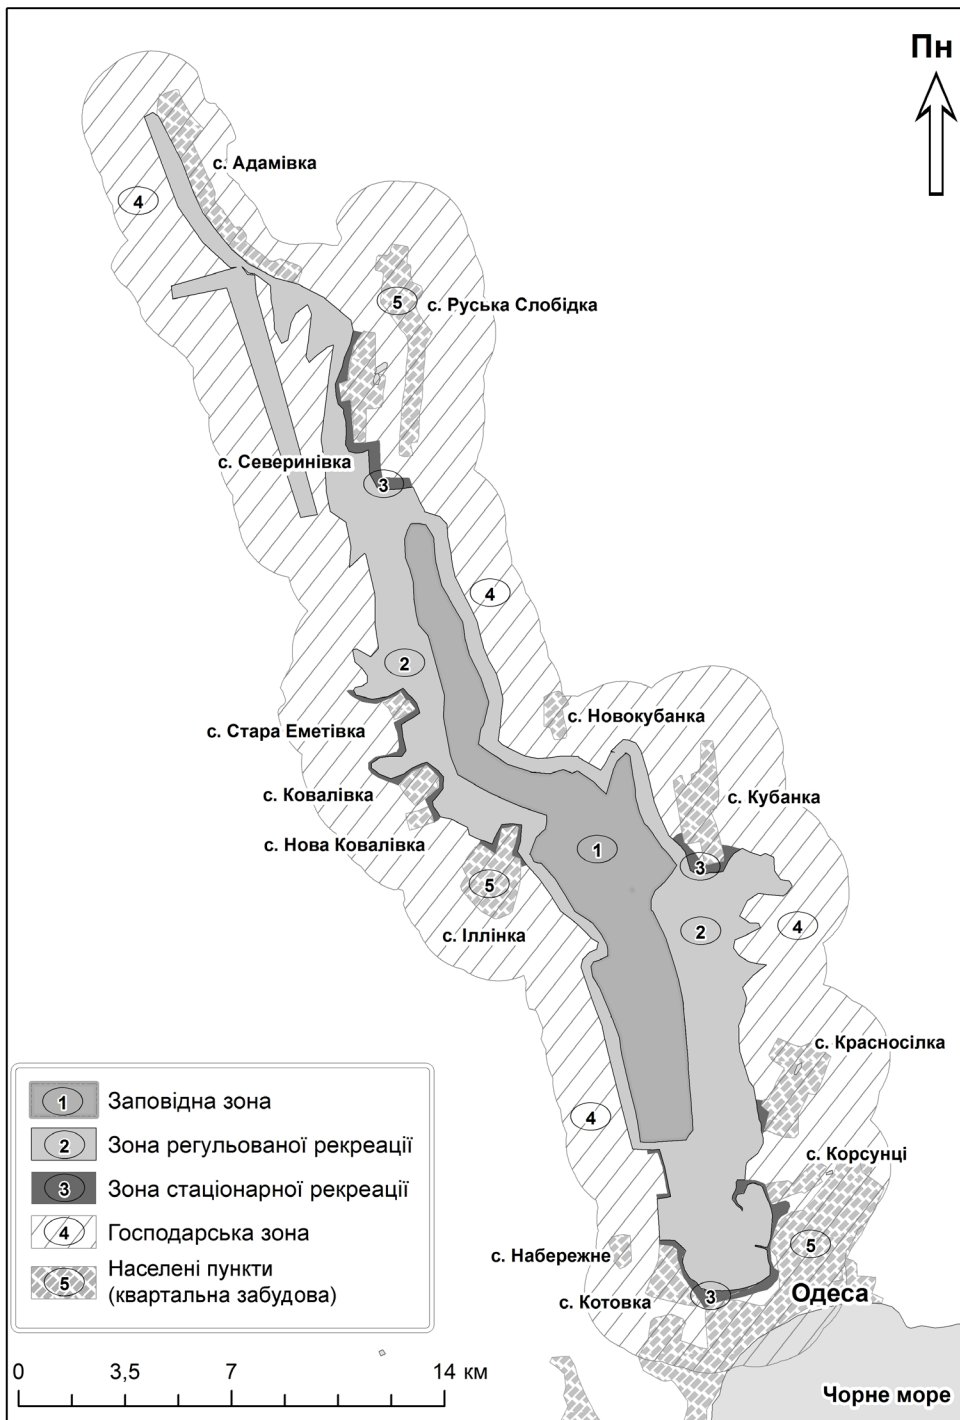 Пн
с. Адамівка
4
5
с. Руська Слобідка
с. Северинівка
3
4
2
с. Стара Еметівка
с. Новокубанка
с. Ковалівка
с. Кубанка
с. Нова Ковалівка
1
3
5
2
4
с. Іллінка
с. Красносілка
4
с. Корсунці
5
с. Набережне
3
с. Котовка
Одеса
Чорне море
1 Заповідна зона
2 Зона регульованої рекреації
3 Зона стаціонарної рекреації
4 Господарська зона
5 Населені пункти
(квартальна забудова)
0 3,5 7 14 км